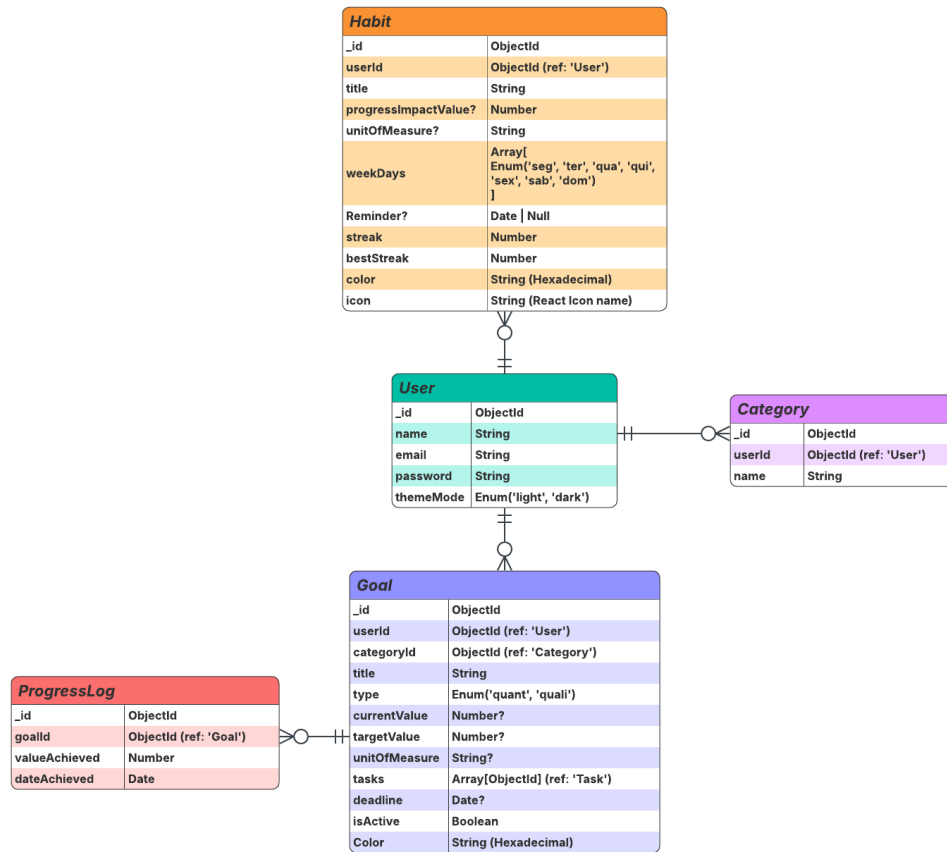 Habit
_id ObjectId
userId ObjectId (ref: 'User')
title String
progressImpactValue? Number
unitOfMeasure? String
weekDays Array[
Enum('seg', 'ter', 'qua', 'qui',
'sex', 'sab', 'dom')
]
Reminder? Date | Null
streak Number
bestStreak Number
color String (Hexadecimal)
icon String (React Icon name)
User
_id ObjectId
name String
email String
password String
themeMode Enum('light', 'dark')
Category
_id ObjectId
userId ObjectId (ref: 'User')
name String
Goal
_id ObjectId
userId ObjectId (ref: 'User')
categoryId ObjectId (ref: 'Category')
title String
type Enum('quant', 'quali')
currentValue Number?
targetValue Number?
unitOfMeasure String?
tasks Array[ObjectId] (ref: 'Task')
deadline Date?
isActive Boolean
Color String (Hexadecimal)
ProgressLog
_id ObjectId
goalId ObjectId (ref: 'Goal')
valueAchieved Number
dateAchieved Date